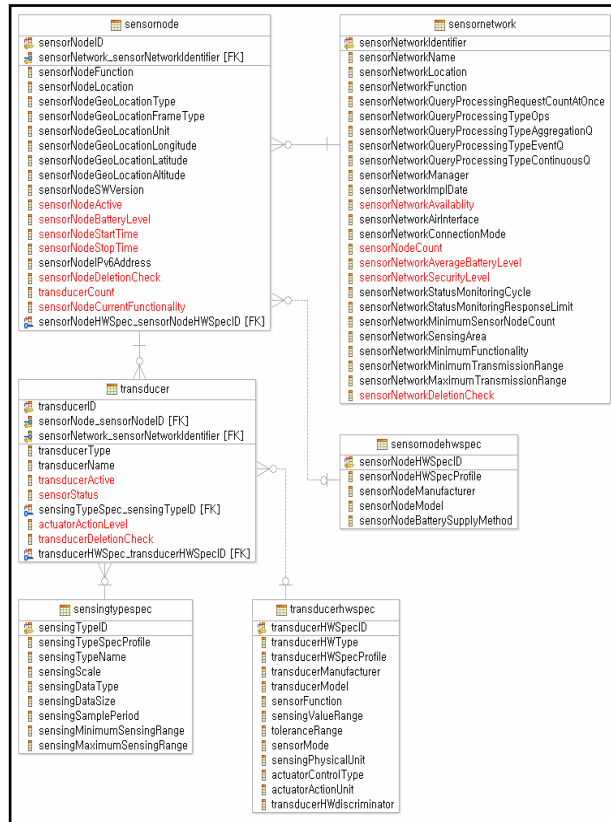 sensornode
sensorNodeID
sensorNetwork_sensorNetworkIdentifier [FK]
sensorNodeFunction
sensorNodeLocation
sensorNodeGeoLocationType
sensorNodeGeoLocationFrameType
sensorNodeGeoLocationUnit
sensorNodeGeoLocationLongitude
sensorNodeGeoLocationLatitude
sensorNodeGeoLocationAltitude
sensorNodeSWVersion
sensorNodeActive
sensorNodeBatteryLevel
sensorNodeStartTime
sensorNodeStopTime
sensorNodeIPv6Address
sensorNodeDeletionCheck
transducerCount
sensorNodeCurrentFunctionality
sensorNodeHWSpec_sensorNodeHWSpecID [FK]
sensornetwork
sensorNetworkIdentifier
sensorNetworkName
sensorNetworkLocation
sensorNetworkFunction
sensorNetworkQueryProcessingRequestCountAtOnce
sensorNetworkQueryProcessingTypeOps
sensorNetworkQueryProcessingTypeAggregationQ
sensorNetworkQueryProcessingTypeEventQ
sensorNetworkQueryProcessingTypeContinuousQ
sensorNetworkManager
sensorNetworkImplDate
sensorNetworkAvailablity
sensorNetworkAirInterface
sensorNetworkConnectionMode
sensorNodeCount
sensorNetworkAverageBatteryLevel
sensorNetworkSecurityLevel
sensorNetworkStatusMonitoringCycle
sensorNetworkStatusMonitoringResponseLimit
sensorNetworkMinimumSensorNodeCount
sensorNetworkSensingArea
sensorNetworkMinimumFunctionality
sensorNetworkMinimumTransmissionRange
sensorNetworkMaximumTransmissionRange
sensorNetworkDeletionCheck
transducer
transducerID
sensorNode_sensorNodeID [FK]
sensorNetwork_sensorNetworkIdentifier [FK]
transducerType
transducerName
transducerActive
sensorStatus
sensingTypeSpec_sensingTypeID [FK]
actuatorActionLevel
transducerDeletionCheck
transducerHWSpec_transducerHWSpecID [FK]
sensornodehwspec
sensorNodeHWSpecID
sensorNodeHWSpecProfile
sensorNodeManufacturer
sensorNodeModel
sensorNodeBatterySupplyMethod
sensingtypespec
sensingTypeID
sensingTypeSpecProfile
sensingTypeName
sensingScale
sensingDataType
sensingDataSize
sensingSamplePeriod
sensingMinimumSensingRange
sensingMaximumSensingRange
transducerhwspec
transducerHWSpecID
transducerHWType
transducerHWSpecProfile
transducerManufacturer
transducerModel
sensorFunction
sensingValueRange
toleranceRange
sensorMode
sensingPhysicalUnit
actuatorControlType
actuatorActionUnit
transducerHWdiscriminator